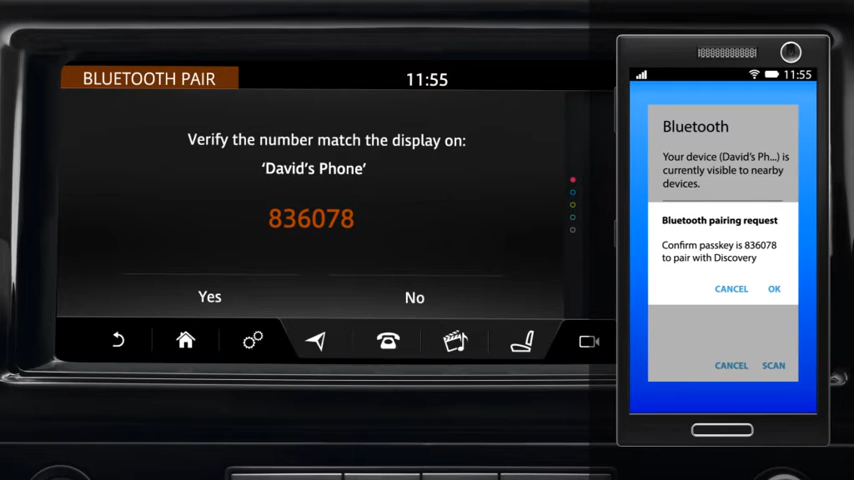 BLUETOOTH PAIR
11:55
Verify the number match the display on:
‘David’s Phone’
836078
Yes
No
11:55
Bluetooth
Your device (David’s Ph...) is
currently visible to nearby
devices.
Bluetooth pairing request
Confirm passkey is 836078
to pair with Discovery
CANCEL OK
CANCEL SCAN